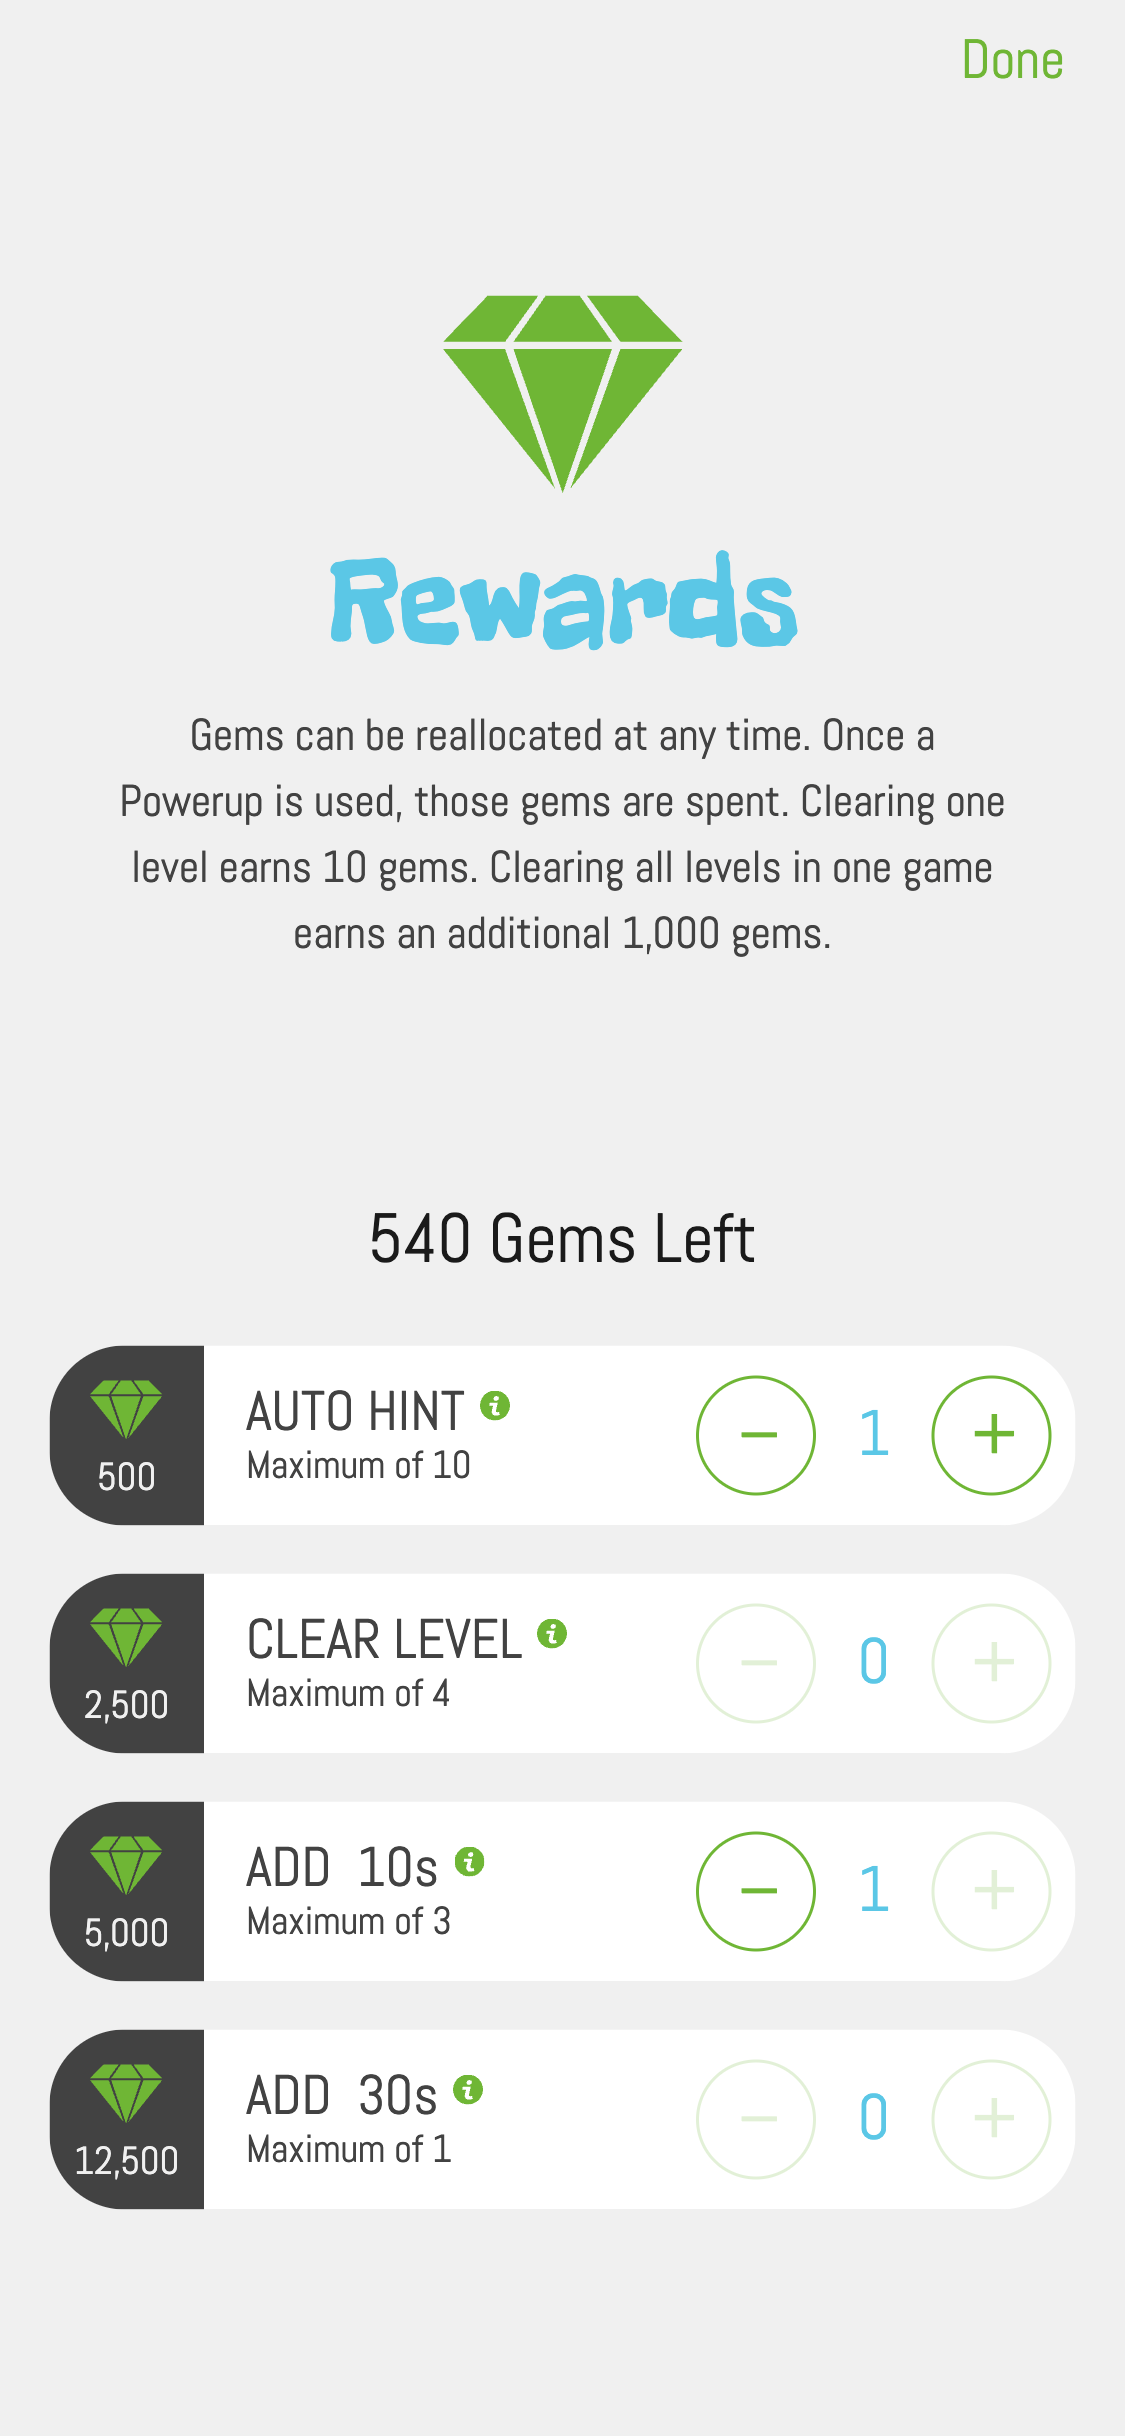 Done
Rewards
Gems can be reallocated at any time. Once a
Powerup is used, those gems are spent. Clearing one
level earns 10 gems. Clearing all levels in one game
earns an additional 1,000 gems.
540 Gems Left
500
AUTO HINT i
Maximum of 10
− 1 +
2,500
CLEAR LEVEL i
Maximum of 4
− 0 +
5,000
ADD 10s i
Maximum of 3
− 1 +
12,500
ADD 30s i
Maximum of 1
− 0 +